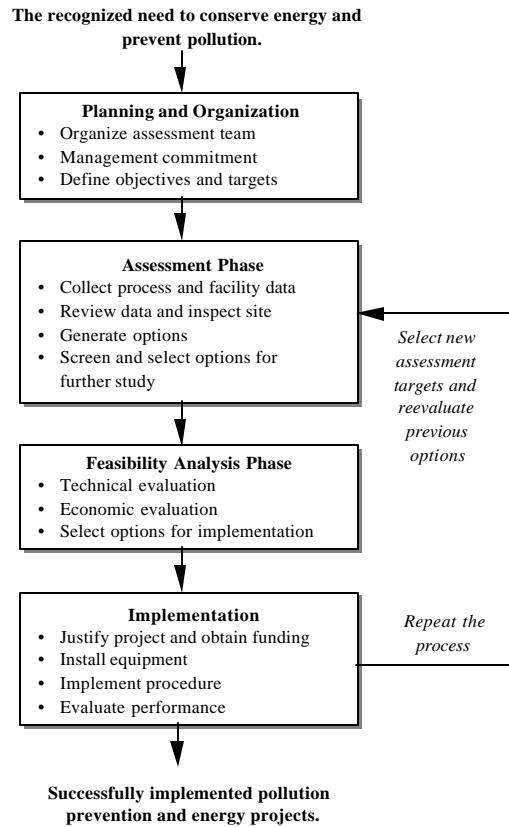 The recognized need to conserve energy and
prevent pollution.
Planning and Organization
• Organize assessment team
• Management commitment
• Define objectives and targets
Assessment Phase
• Collect process and facility data
• Review data and inspect site
• Generate options
• Screen and select options for
further study
Select new
assessment
targets and
reevaluate
previous
options
Feasibility Analysis Phase
• Technical evaluation
• Economic evaluation
• Select options for implementation
Implementation
• Justify project and obtain funding
• Install equipment
• Implement procedure
• Evaluate performance
Repeat the
process
Successfully implemented pollution
prevention and energy projects.